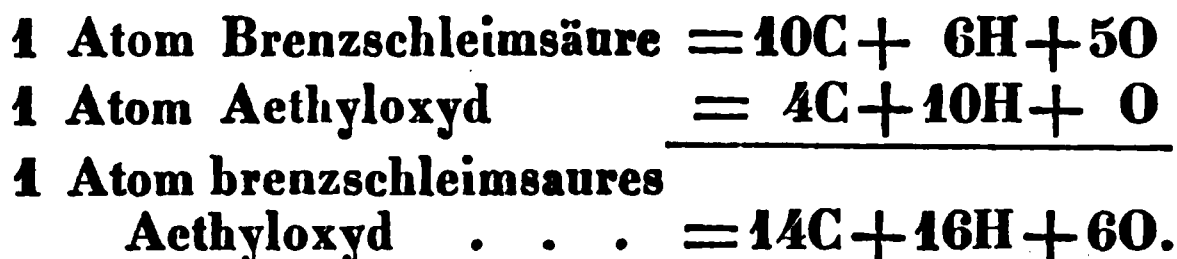 1 Atom Brenzschleimsäure = 10C + 6H + 5O
1 Atom Aethyloxyd = 4C + 10H + O
1 Atom brenzschleimsaures
Aethyloxyd . . . = 14C + 16H + 6O.